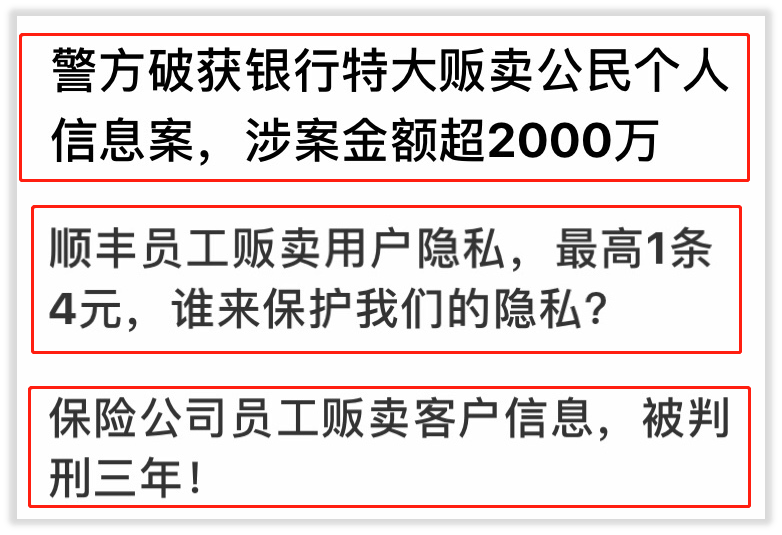 警方破获银行特大贩卖公民个人
信息案，涉案金额超2000万
顺丰员工贩卖用户隐私，最高1条
4元，谁来保护我们的隐私？
保险公司员工贩卖客户信息，被判
刑三年！